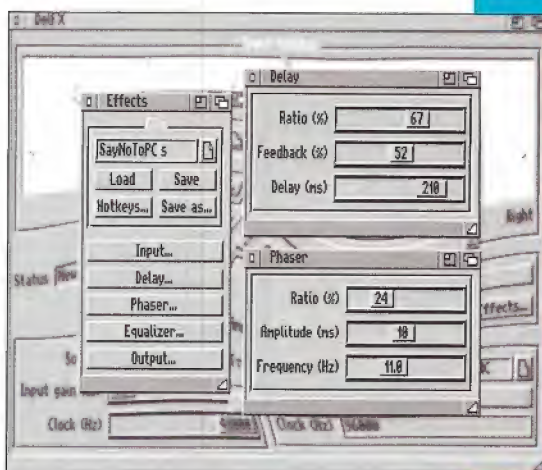 Delf X
Effects
SayNoToPC s
Load Save
Hotkeys... Save as...
Input...
Delay...
Phaser...
Equalizer...
Output...
Delay
Ratio (%) 67
Feedback (%) 52
Delay (ms) 210
Phaser
Ratio (%) 24
Amplitude (ms) 10
Frequency (Hz) 11.0
Right
Status
ffects...
So
Input gain
Clock (Hz)
Clock (Hz)